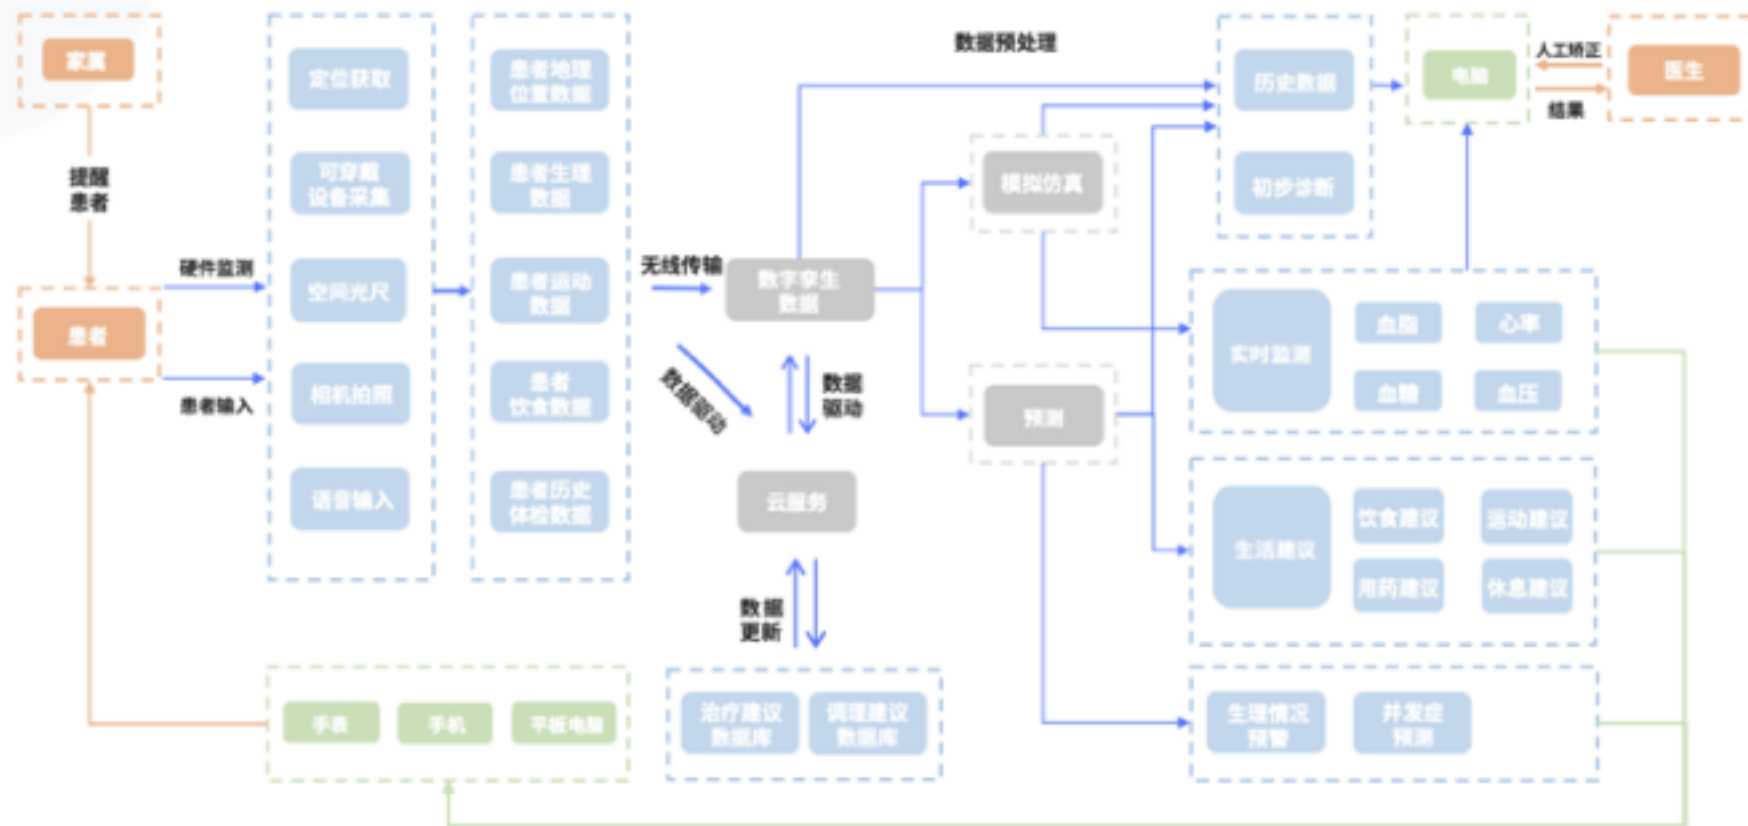 家属
提醒
患者
患者
硬件监测
患者输入
定位获取
可穿戴
设备采集
空间光尺
相机拍照
语音输入
患者地理
位置数据
患者生理
数据
患者运动
数据
患者
饮食数据
患者历史
体检数据
无线传输
数字孪生
数据
数据驱动
数据
驱动
云服务
数据
更新
治疗建议
数据库
调理建议
数据库
手表
手机
平板电脑
数据预处理
模拟仿真
预测
历史数据
初步诊断
电脑
人工矫正
结果
医生
实时监测
血脂
心率
血糖
血压
生活建议
饮食建议
运动建议
用药建议
休息建议
生理情况
预警
并发症
预测